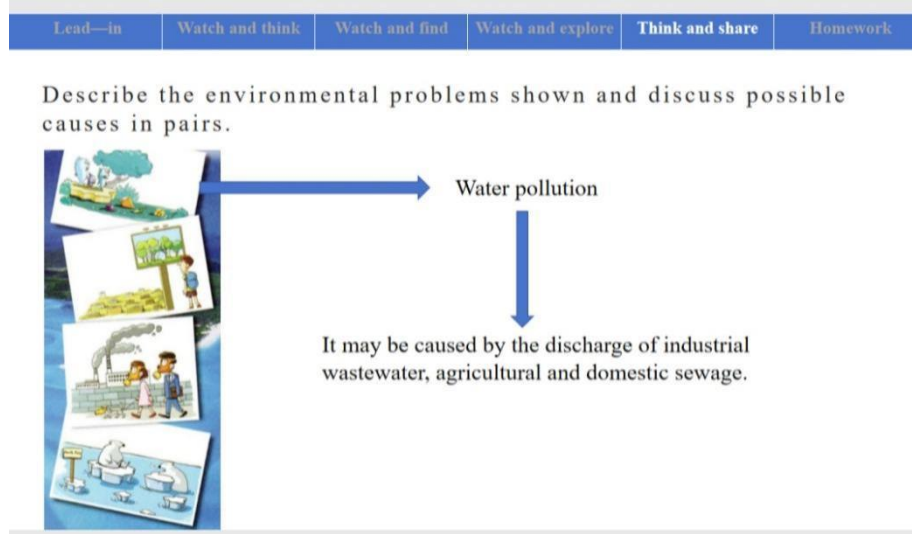 Lead—in
Watch and think
Watch and find
Watch and explore
Think and share
Homework
Describe the environmental problems shown and discuss possible
causes in pairs.
Water pollution
It may be caused by the discharge of industrial
wastewater, agricultural and domestic sewage.